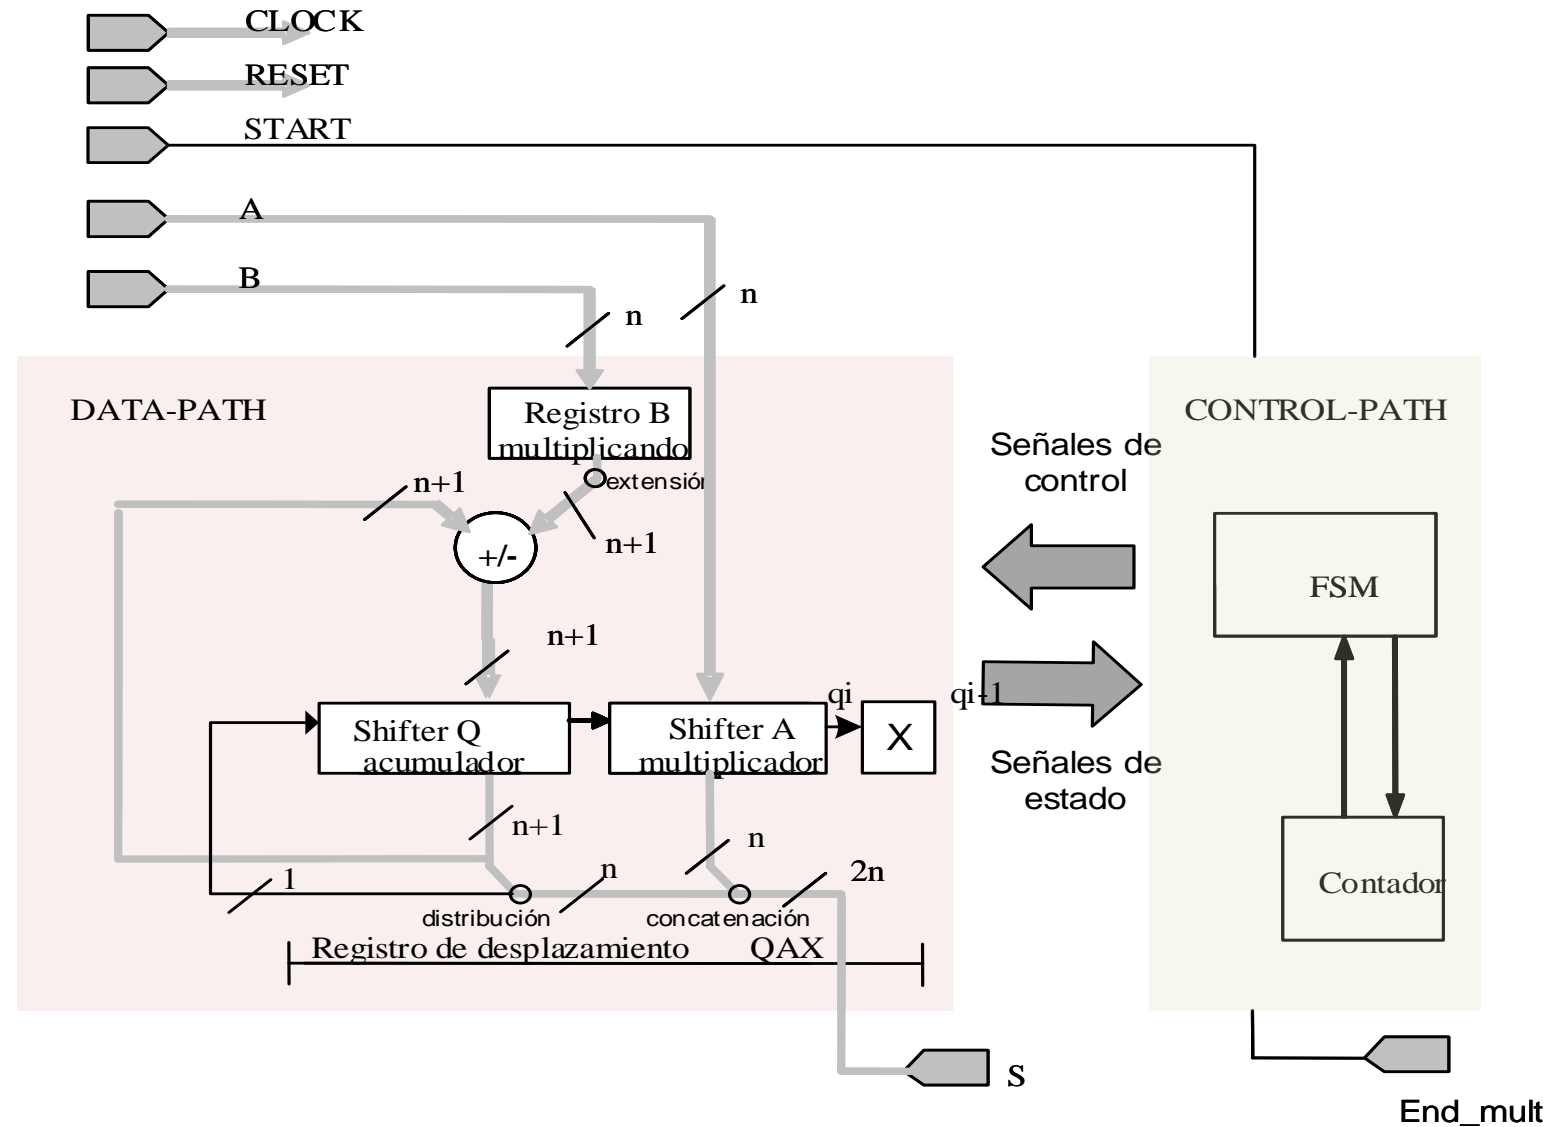 CLOCK
RESET
START
A
B
n
n
DATA-PATH
Registro B
multiplicando
extensión
n+1
n+1
+/-
n+1
Shifter Q
acumulador
Shifter A
multiplicador
qi
X
qi-1
n+1
n
1
n
2n
distribución
concatenación
Registro de desplazamiento QAX
S
Señales de
control
Señales de
estado
CONTROL-PATH
FSM
Contador
End_mult